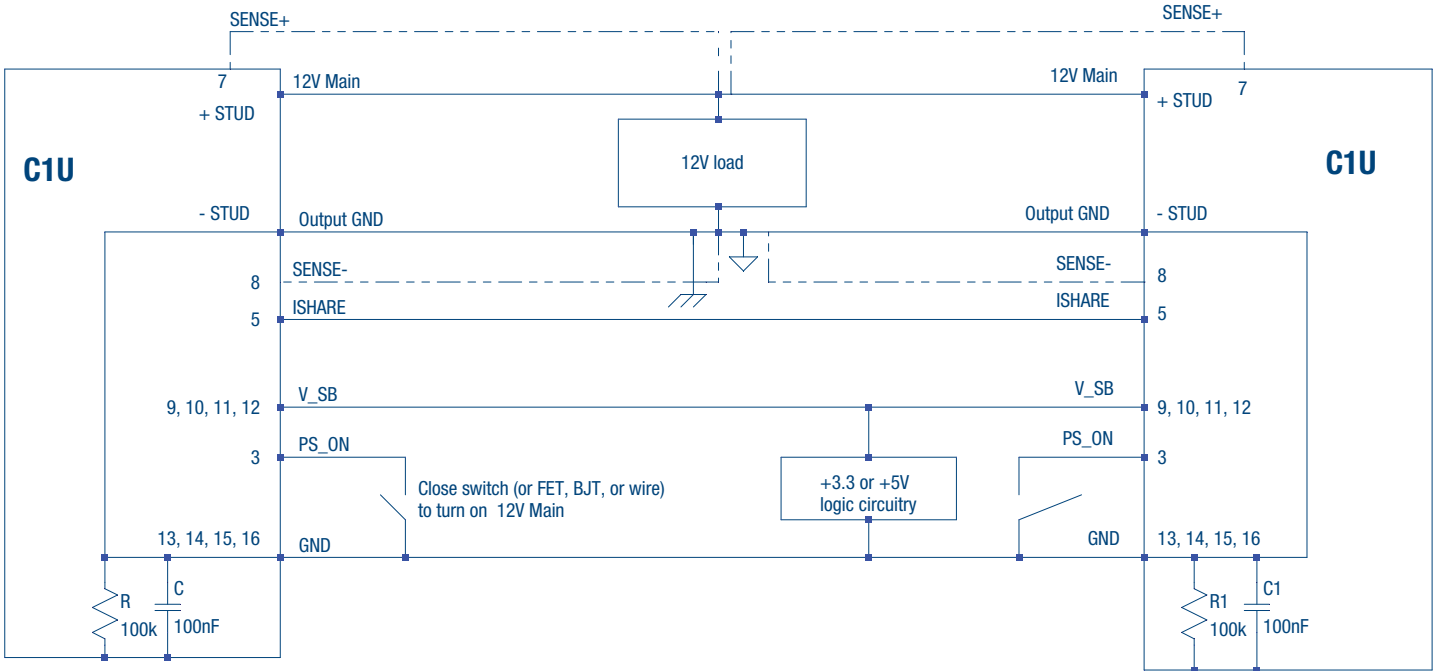 SENSE+
SENSE+
7
12V Main
12V Main
7
+ STUD
+ STUD
C1U
12V load
C1U
- STUD
Output GND
Output GND
- STUD
8
SENSE-
SENSE-
8
5
ISHARE
ISHARE
5
9, 10, 11, 12
V_SB
V_SB
9, 10, 11, 12
3
PS_ON
PS_ON
3
Close switch (or FET, BJT, or wire)
to turn on 12V Main
+3.3 or +5V
logic circuitry
13, 14, 15, 16
GND
GND
13, 14, 15, 16
R
100k
C
100nF
R1
100k
C1
100nF